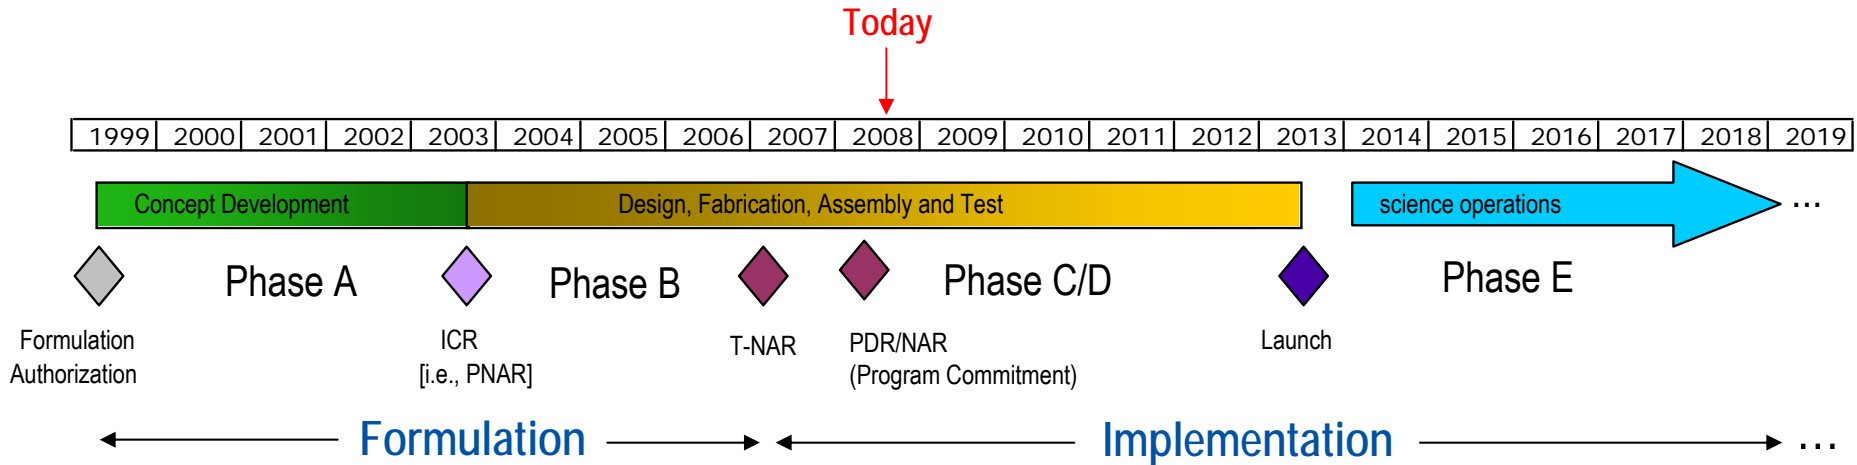 Today
1999 2000 2001 2002 2003 2004 2005 2006 2007 2008 2009 2010 2011 2012 2013 2014 2015 2016 2017 2018 2019
Concept Development
Design, Fabrication, Assembly and Test
science operations
...
Phase A
Phase B
Phase C/D
Phase E
Formulation
Authorization
ICR
[i.e., PNAR]
T-NAR
PDR/NAR
(Program Commitment)
Launch
Formulation
Implementation
...